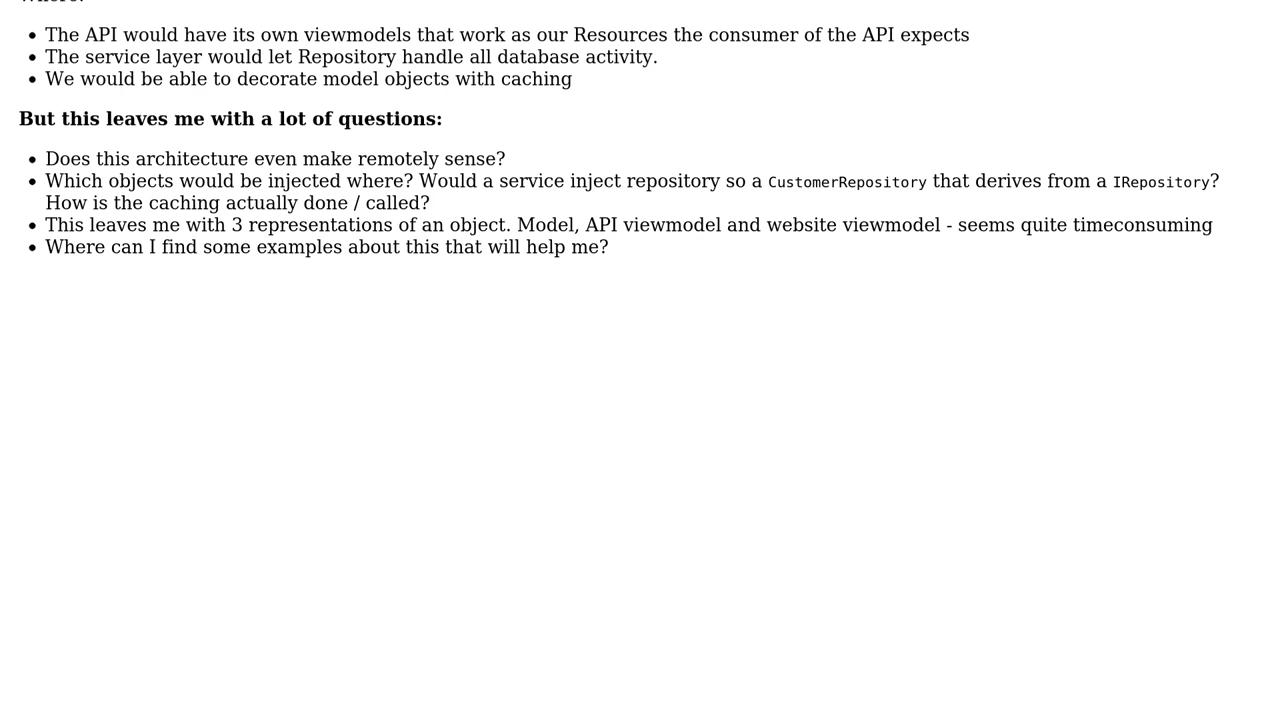 The API would have its own viewmodels that work as our Resources the consumer of the API expects
The service layer would let Repository handle all database activity.
We would be able to decorate model objects with caching
But this leaves me with a lot of questions:
Does this architecture even make remotely sense?
Which objects would be injected where? Would a service inject repository so a CustomerRepository that derives from a IRepository?
How is the caching actually done / called?
This leaves me with 3 representations of an object. Model, API viewmodel and website viewmodel - seems quite timeconsuming
Where can I find some examples about this that will help me?